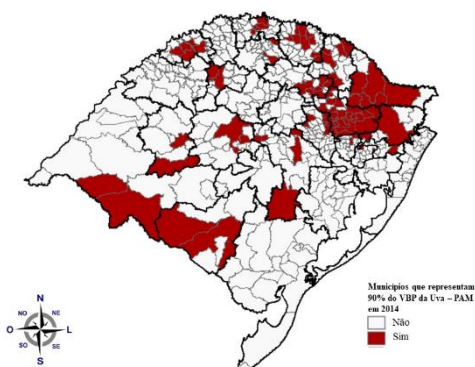 N
NO NE
O L
SO SE
S
Municípios que representam
90% do VBP da Uva – PAM
em 2014
Não
Sim